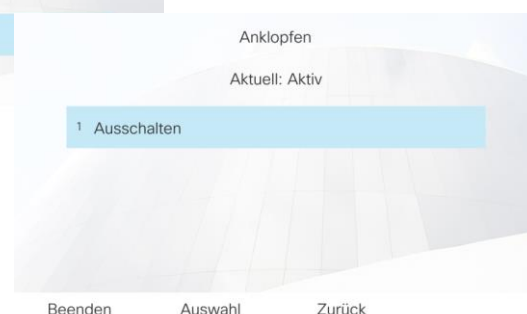 Anklopfen
Aktuell: Aktiv
1 Ausschalten
Beenden Auswahl Zurück